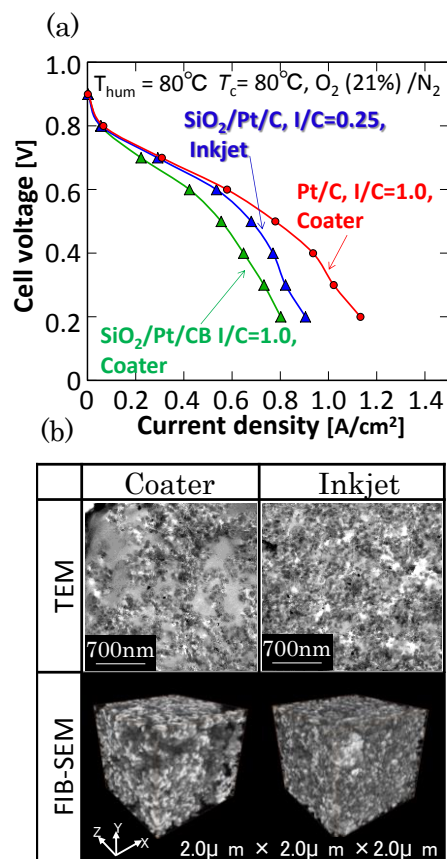 (a)
1.0
T hum = 80℃ Tc = 80℃, O2 (21%) /N2
SiO2/Pt/C, I/C=0.25,
Inkjet
0.8
Pt/C, I/C=1.0,
Coater
0.6
Cell voltage [V]
0.4
0.2
SiO2/Pt/CB I/C=1.0,
Coater
0
0 0.2 0.4 0.6 0.8 1.0 1.2 1.4
Current density [A/cm2]
(b)
Coater Inkjet
TEM
700nm 700nm
FIB-SEM
Z Y X
2.0μ m × 2.0μ m ×2.0μ m